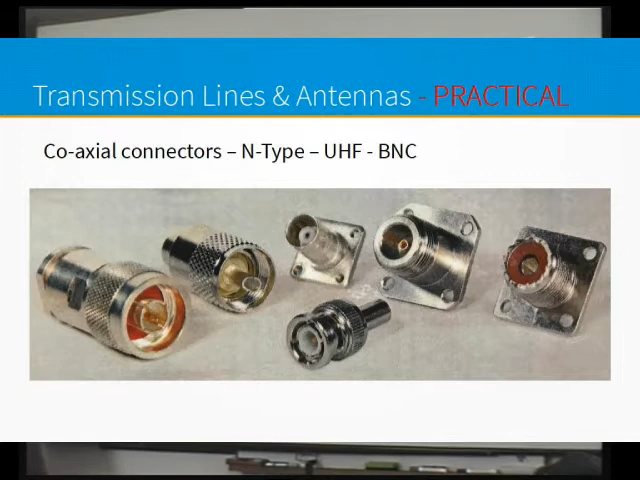 Transmission Lines & Antennas - PRACTICAL
Co-axial connectors – N-Type – UHF - BNC